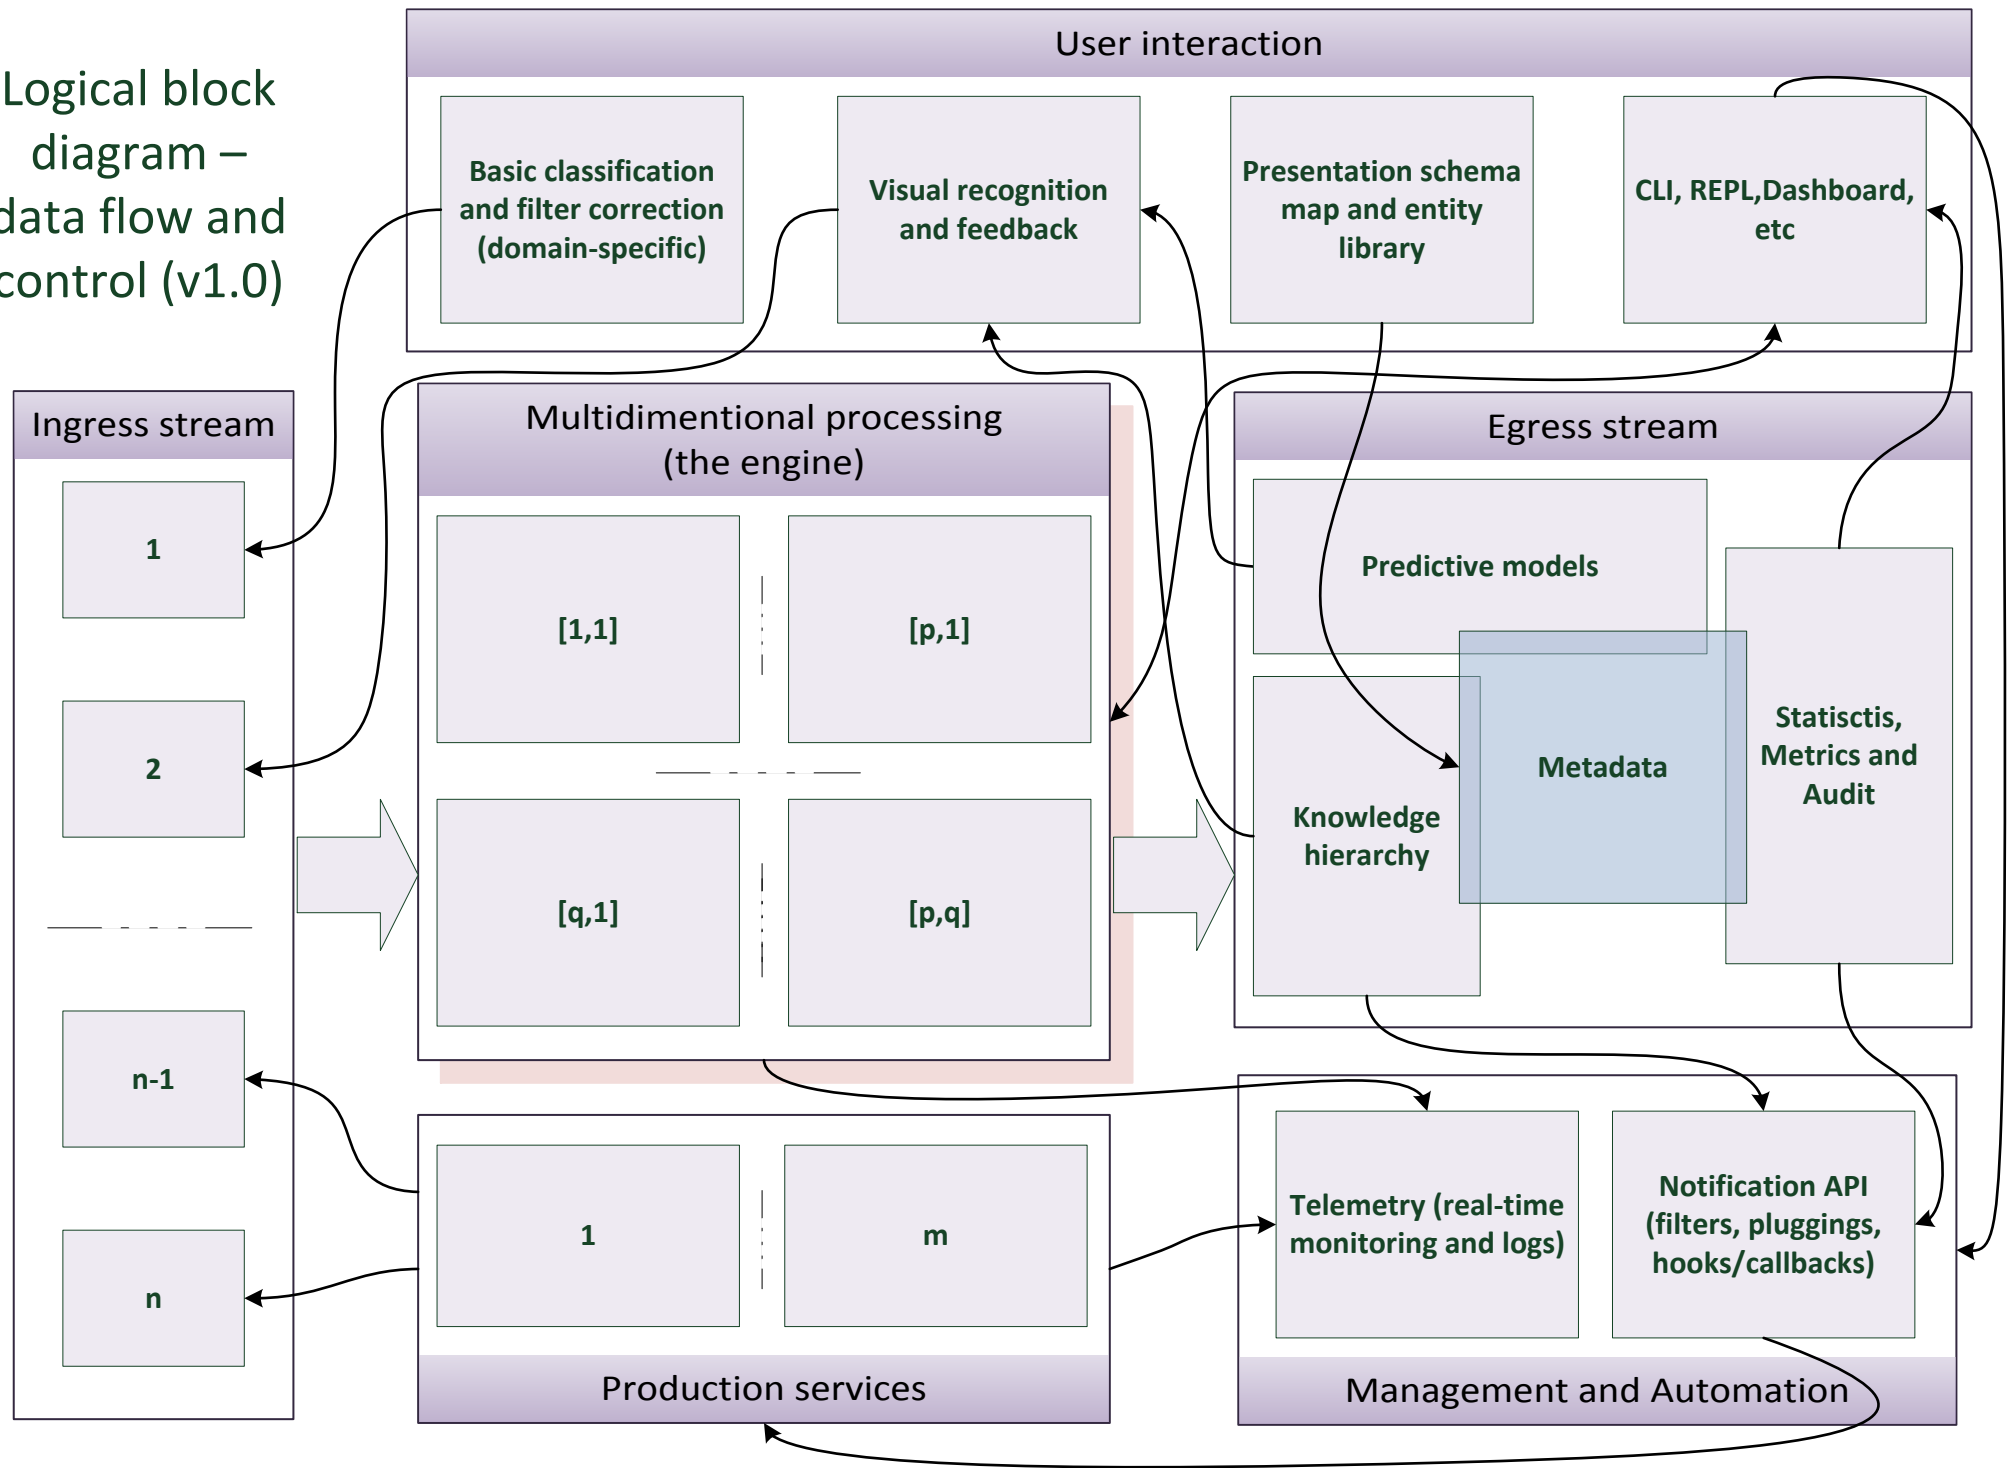 Logical block
diagram –
data flow and
control (v1.0)
User interaction
Basic classification
and filter correction
(domain-specific)
Visual recognition
and feedback
Presentation schema
map and entity
library
CLI, REPL,Dashboard,
etc
Ingress stream
1
2
n-1
n
Multidimentional processing
(the engine)
[1,1]
[p,1]
[q,1]
[p,q]
Egress stream
Predictive models
Metadata
Knowledge
hierarchy
Statisctis,
Metrics and
Audit
1
m
Production services
Telemetry (real-time
monitoring and logs)
Notification API
(filters, pluggings,
hooks/callbacks)
Management and Automation